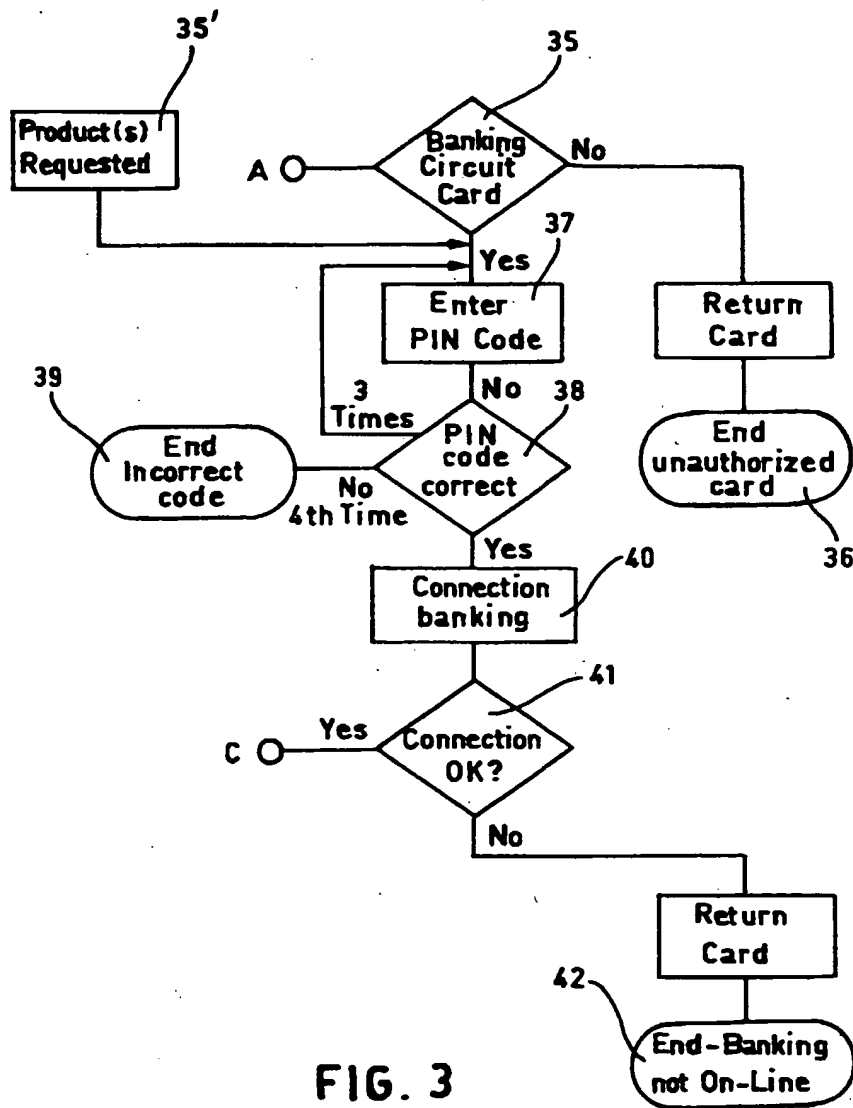 35'
35
Product(s)
Requested
A
Banking
Circuit
Card
No
37
Yes
Enter
PIN Code
Return
Card
39
3
Times
No
38
End
Incorrect
code
PIN
code
correct
No
4th Time
End
unauthorized
card
36
Yes
Connection
banking
40
41
C
Yes
Connection
OK?
No
Return
Card
42
End-Banking
not On-Line
FIG. 3